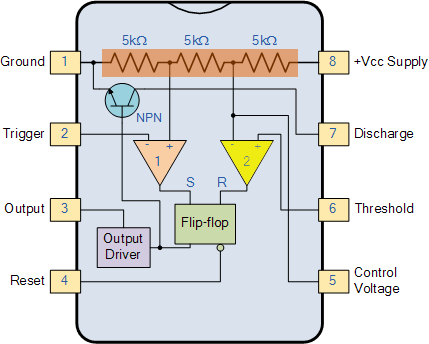 5kΩ 5kΩ 5kΩ
Ground 1 8 +Vcc Supply
NPN
Trigger 2 - + - + 7 Discharge
1 2
S R
Output 3 Flip-flop 6 Threshold
Output
Driver
Reset 4 5 Control
Voltage